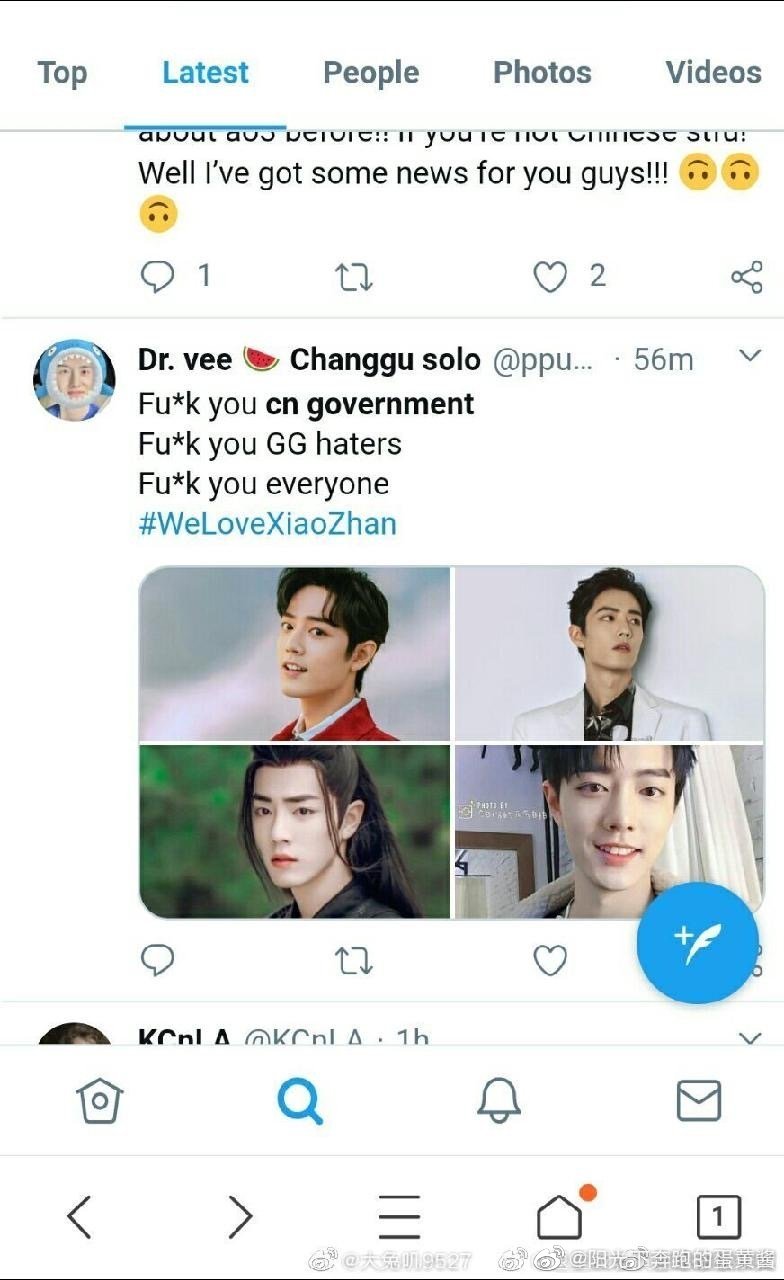 Top Latest People Photos Videos
about ao3 before!! If you're not Chinese stfu!
Well I've got some news for you guys!!! 🙃🙃
🙃
1 2
Dr. vee 🍉 Changgu solo @ppu... · 56m
Fu*k you cn government
Fu*k you GG haters
Fu*k you everyone
#WeLoveXiaoZhan
PHOTO BY
KCnLA @KCnLA · 1h
1
@大兔叽9527 @阳光下奔跑的蛋黄酱